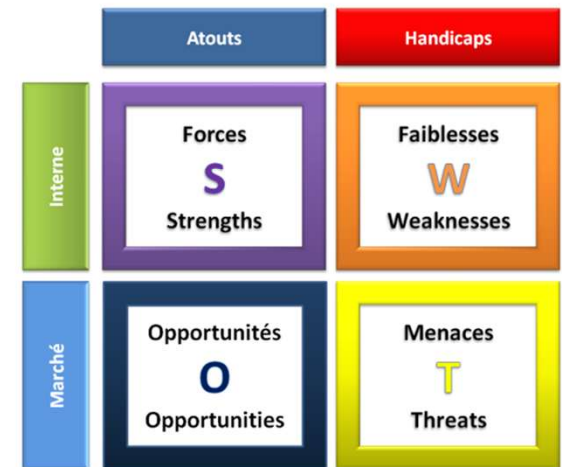 Atouts
Handicaps
Interne
Forces
S
Strengths
Faiblesses
W
Weaknesses
Marché
Opportunités
O
Opportunities
Menaces
T
Threats